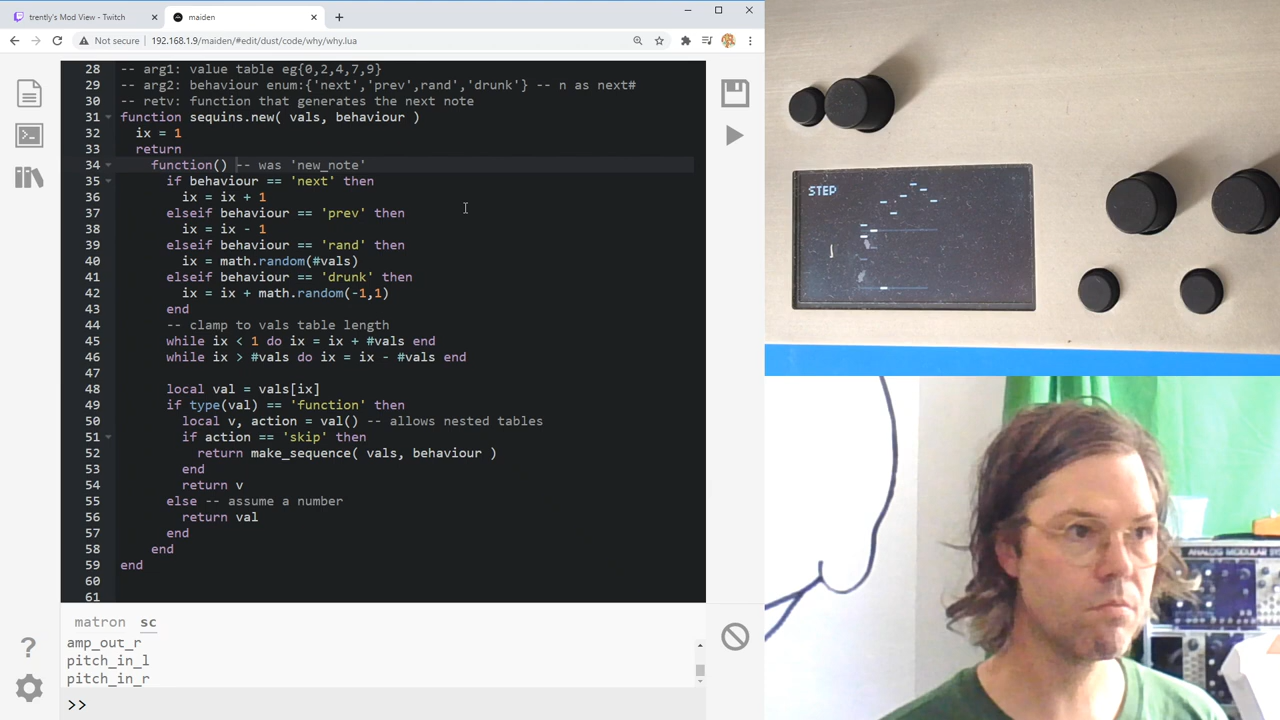 trently's Mod View - Twitch
maiden
Not secure
192.168.1.9/maiden/#edit/dust/code/why/why.lua
28 -- arg1: value table eg{0,2,4,7,9}
29 -- arg2: behaviour enum:{'next','prev',rand','drunk'} -- n as next#
30 -- retv: function that generates the next note
31 function sequins.new( vals, behaviour )
32 ix = 1
33 return
34 function() -- was 'new_note'
35 if behaviour == 'next' then
36 ix = ix + 1
37 elseif behaviour == 'prev' then
38 ix = ix - 1
39 elseif behaviour == 'rand' then
40 ix = math.random(#vals)
41 elseif behaviour == 'drunk' then
42 ix = ix + math.random(-1,1)
43 end
44 -- clamp to vals table length
45 while ix < 1 do ix = ix + #vals end
46 while ix > #vals do ix = ix - #vals end
47
48 local val = vals[ix]
49 if type(val) == 'function' then
50 local v, action = val() -- allows nested tables
51 if action == 'skip' then
52 return make_sequence( vals, behaviour )
53 end
54 return v
55 else -- assume a number
56 return val
57 end
58 end
59 end
60
61
matron sc
amp_out_r
pitch_in_l
pitch_in_r
>>
STEP
ANALOG MODULAR